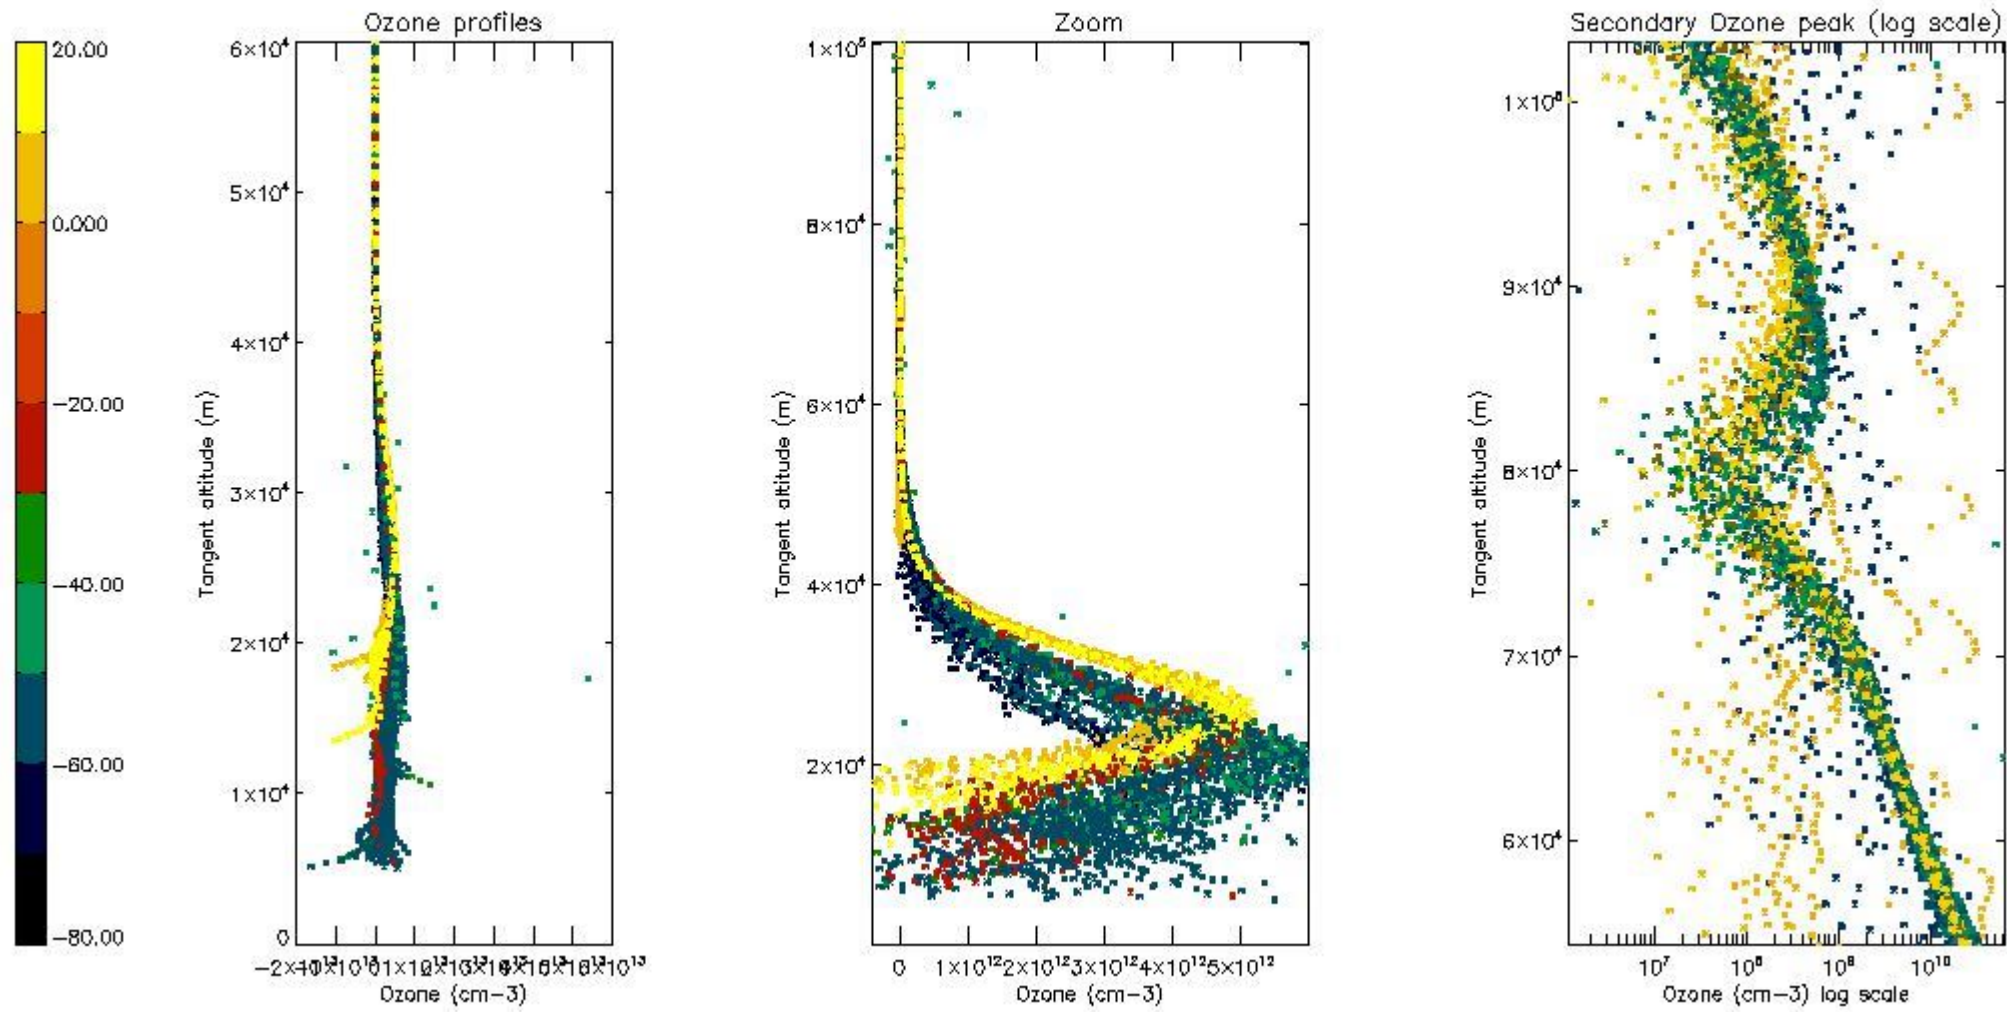 Ozone profiles
Zoom
Secondary Ozone peak (log scale)
20.00
0.000
−20.00
−40.00
−60.00
−80.00
Tangent altitude (m)
6×10⁴
5×10⁴
4×10⁴
3×10⁴
2×10⁴
1×10⁴
0
Ozone (cm−3)
Tangent altitude (m)
1×10⁵
8×10⁴
6×10⁴
4×10⁴
2×10⁴
0 1×10¹² 2×10¹² 3×10¹² 4×10¹² 5×10¹²
Ozone (cm−3)
Tangent altitude (m)
1×10⁵
9×10⁴
8×10⁴
7×10⁴
6×10⁴
10⁷ 10⁸ 10⁹ 10¹⁰
Ozone (cm−3) log scale